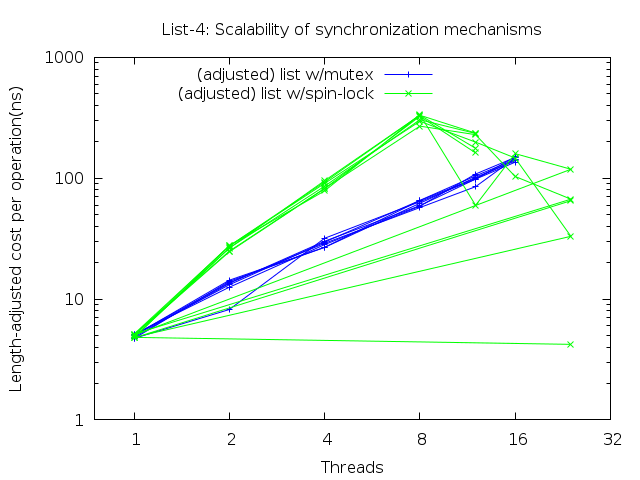 List-4: Scalability of synchronization mechanisms
(adjusted) list w/mutex
(adjusted) list w/spin-lock
Length-adjusted cost per operation(ns)
1000
100
10
1
1 2 4 8 16 32
Threads